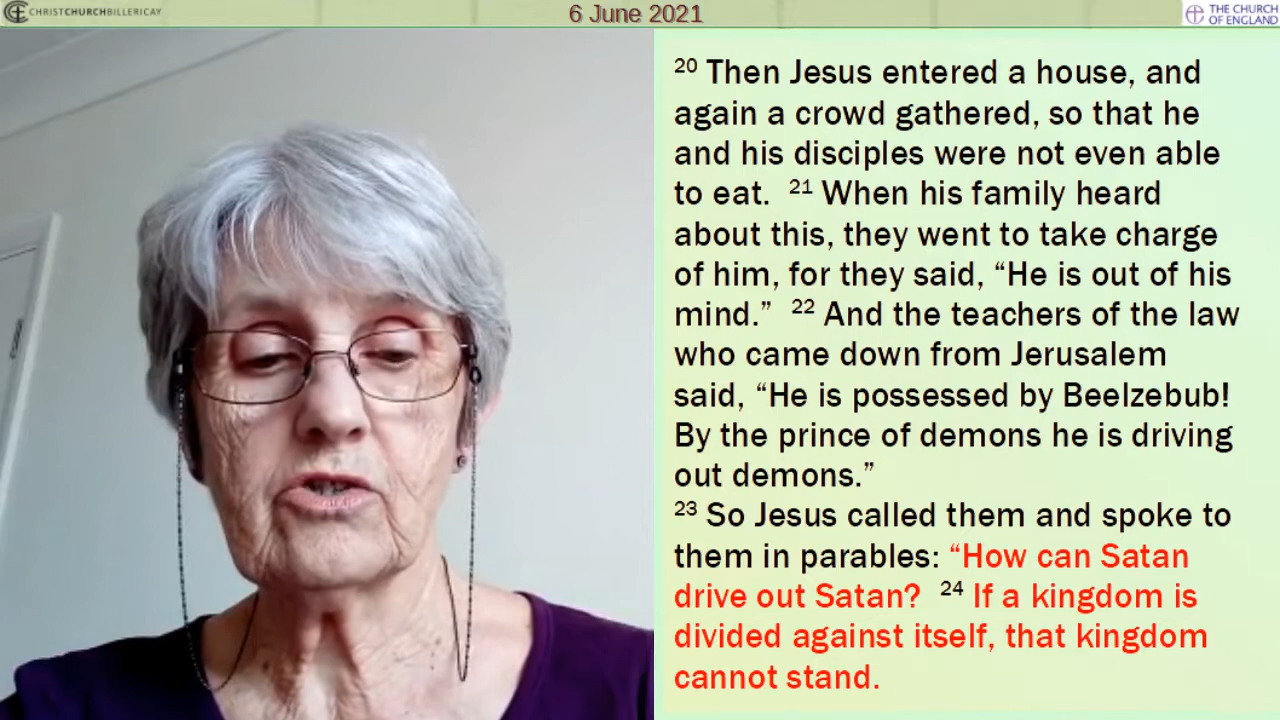 CHRISTCHURCHBILLERICAY
6 June 2021
THE CHURCH
OF ENGLAND
20 Then Jesus entered a house, and
again a crowd gathered, so that he
and his disciples were not even able
to eat. 21 When his family heard
about this, they went to take charge
of him, for they said, “He is out of his
mind.” 22 And the teachers of the law
who came down from Jerusalem
said, “He is possessed by Beelzebub!
By the prince of demons he is driving
out demons.”
23 So Jesus called them and spoke to
them in parables: “How can Satan
drive out Satan? 24 If a kingdom is
divided against itself, that kingdom
cannot stand.